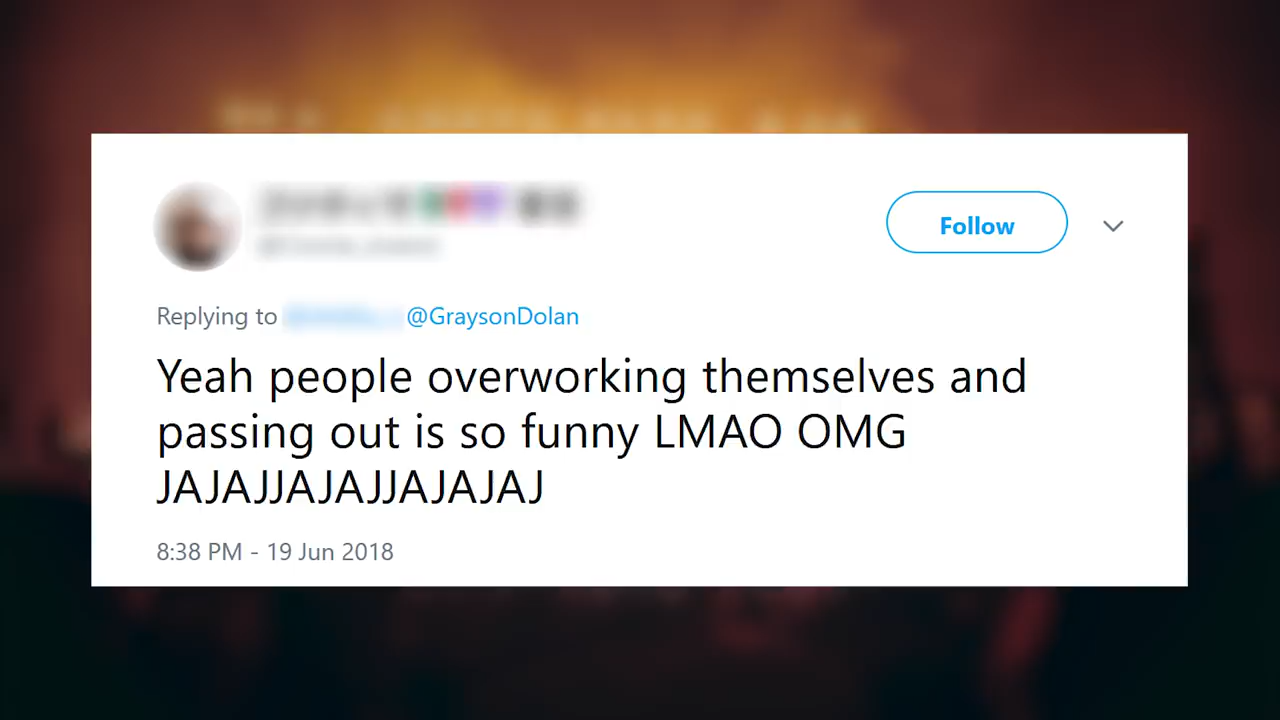 Follow
Replying to @GraysonDolan
Yeah people overworking themselves and
passing out is so funny LMAO OMG
JAJAJJAJAJJAJAJAJ
8:38 PM - 19 Jun 2018